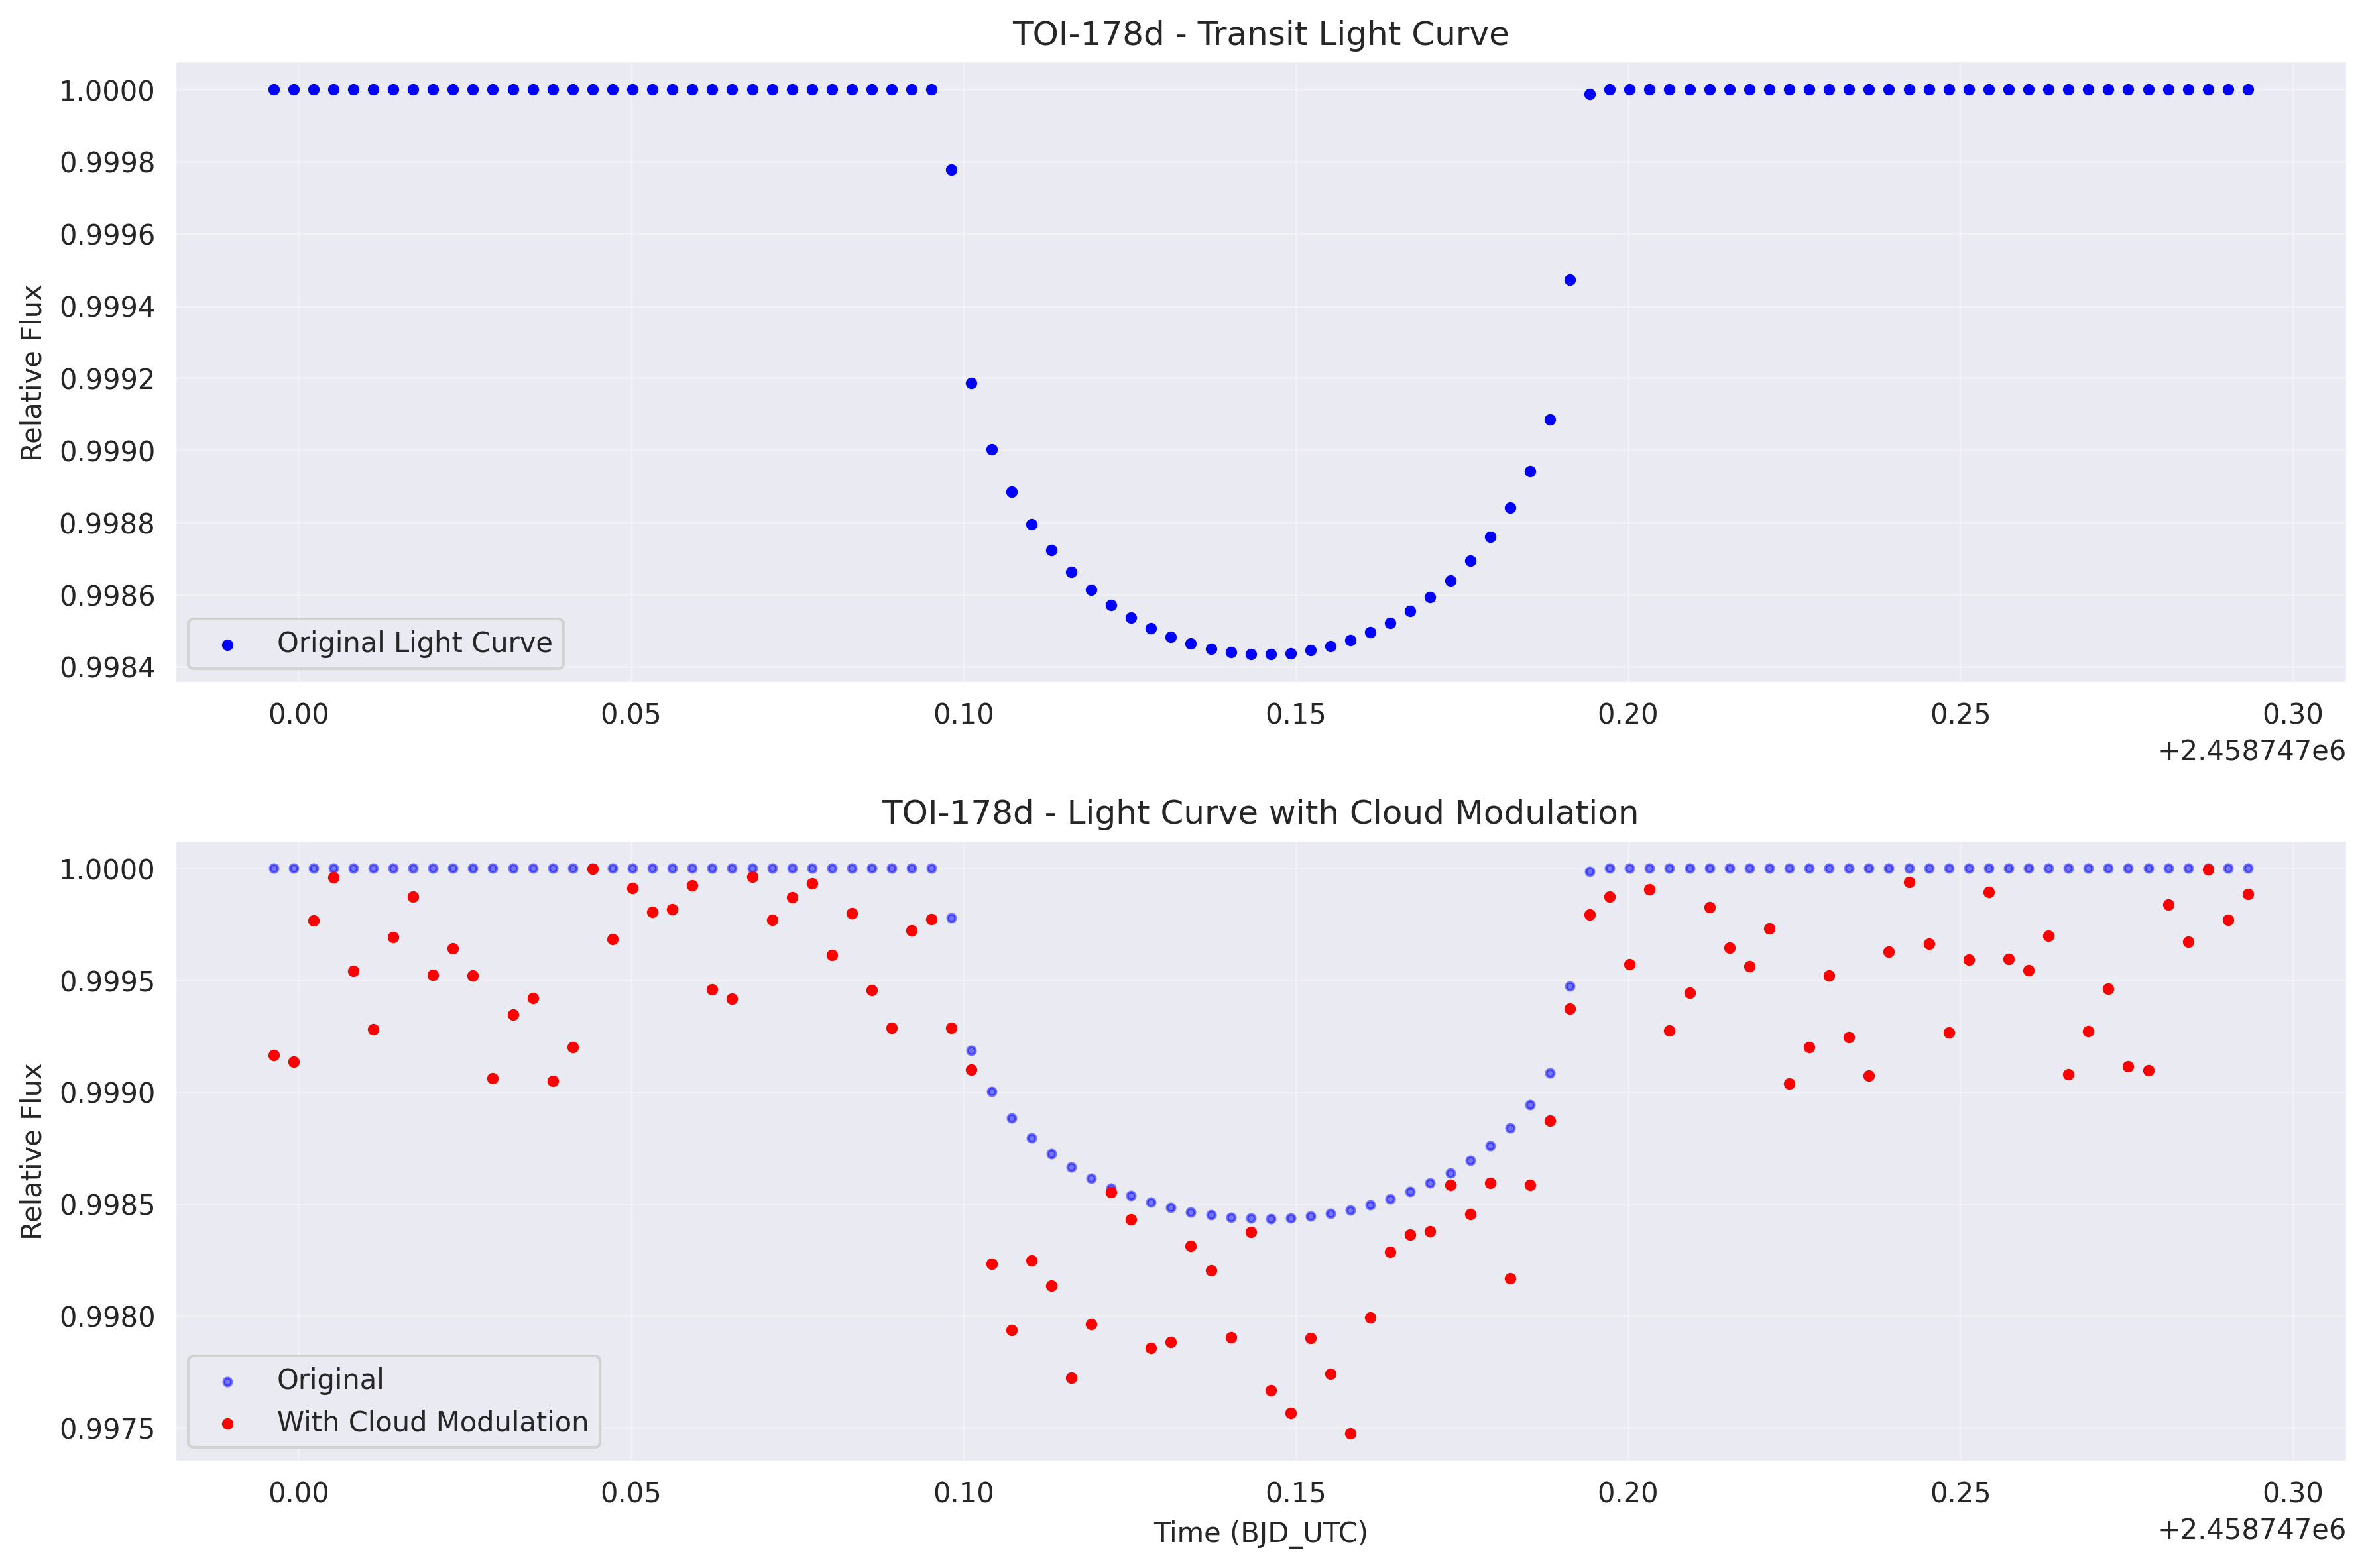 TOI-178d - Transit Light Curve
Relative Flux
1.0000
0.9998
0.9996
0.9994
0.9992
0.9990
0.9988
0.9986
0.9984
Original Light Curve
0.00 0.05 0.10 0.15 0.20 0.25 0.30
+2.458747e6
TOI-178d - Light Curve with Cloud Modulation
Relative Flux
1.0000
0.9995
0.9990
0.9985
0.9980
0.9975
Original
With Cloud Modulation
0.00 0.05 0.10 0.15 0.20 0.25 0.30
Time (BJD_UTC)
+2.458747e6